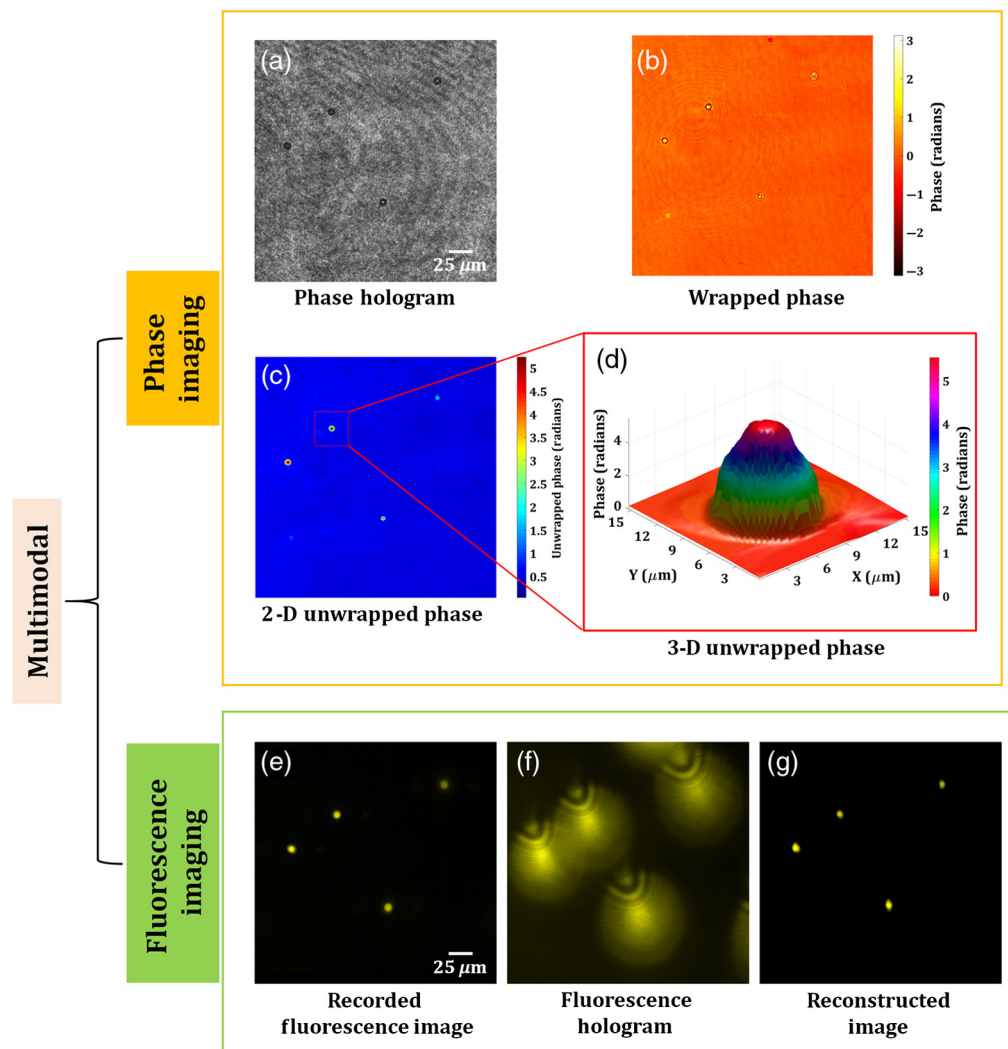 Multimodal
Phase
imaging
(a)
25 μm
Phase hologram
(b)
3
2
1
0
−1
−2
−3
Phase (radians)
Wrapped phase
(c)
5
4.5
4
3.5
3
2.5
2
1.5
1
0.5
Unwrapped phase (radians)
2-D unwrapped phase
(d)
Phase (radians)
4
2
0
15
12
9
6
3
Y (μm)
3
6
9
12
15
X (μm)
5
4
3
2
1
0
Phase (radians)
3-D unwrapped phase
Fluorescence
imaging
(e)
25 μm
Recorded
fluorescence image
(f)
Fluorescence
hologram
(g)
Reconstructed
image